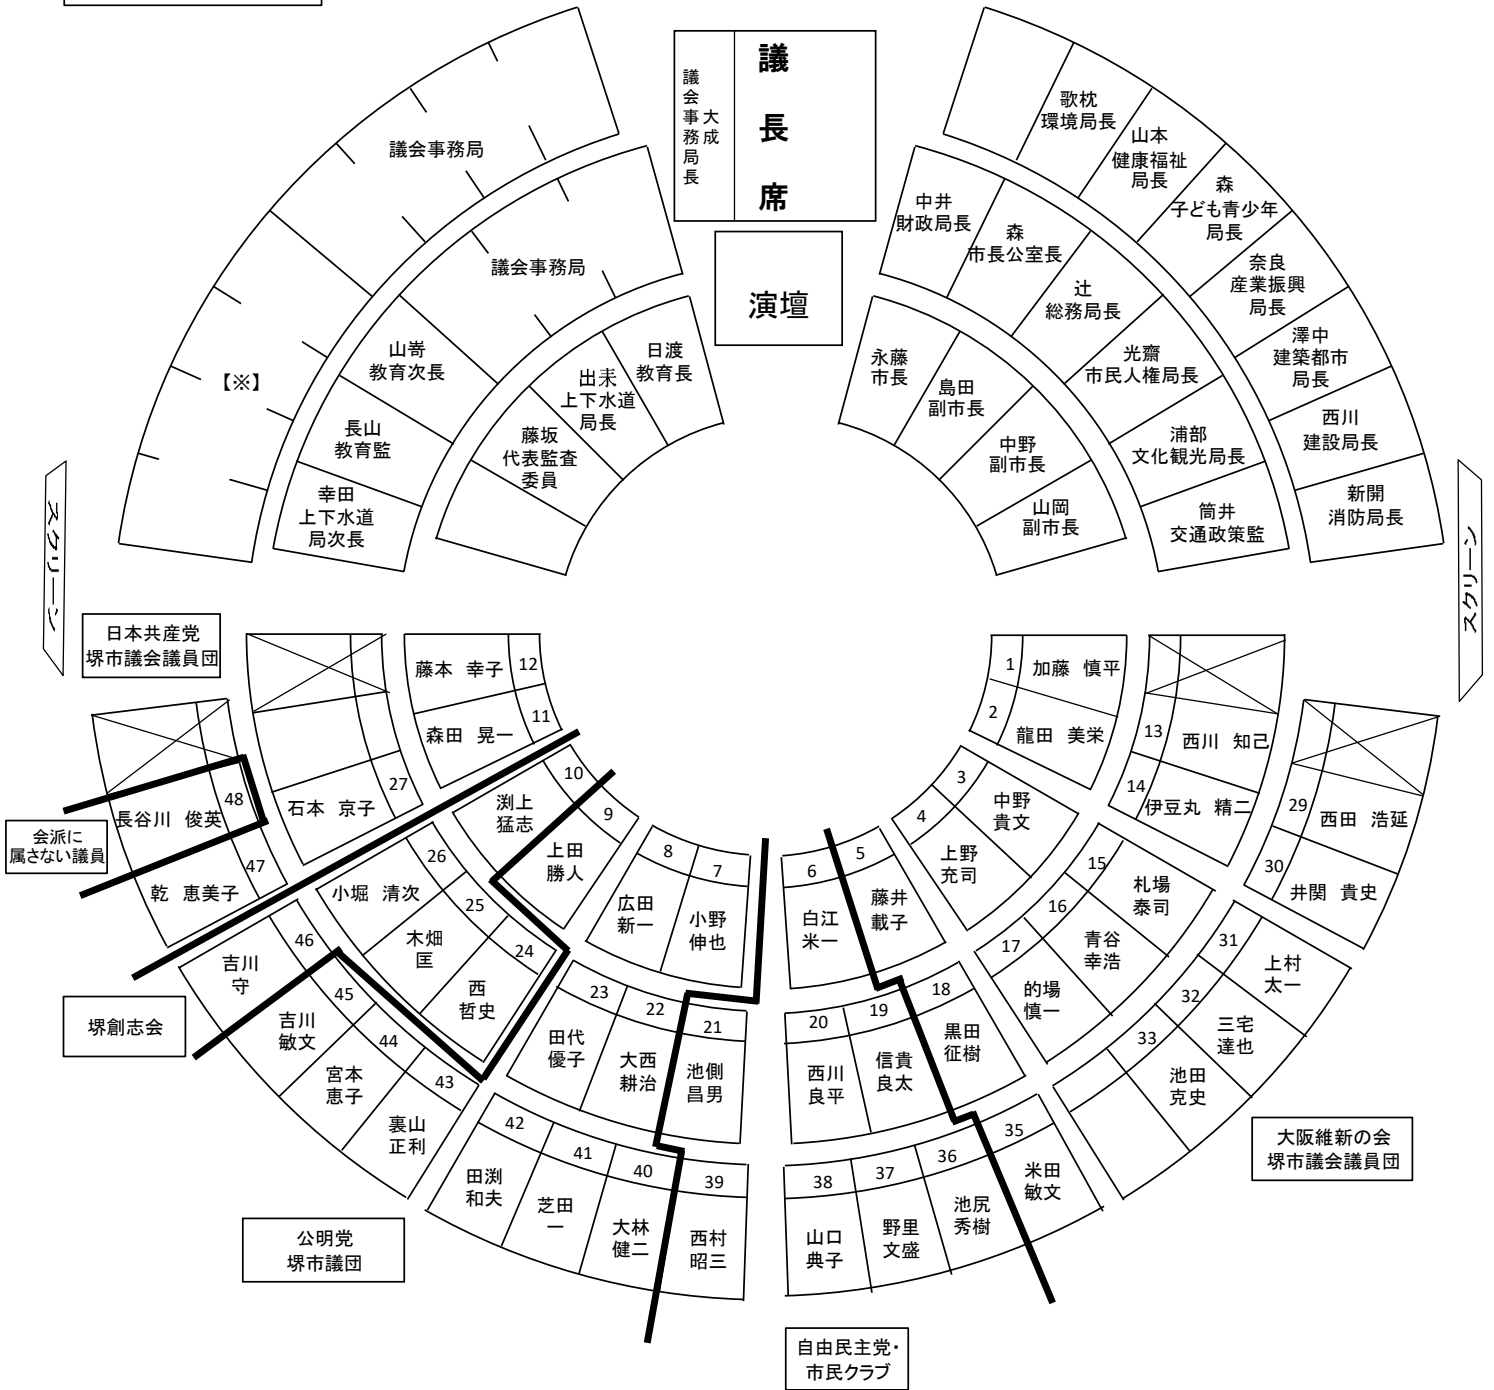 議長席
議会事務局長
大成
演壇
議会事務局
議会事務局
【※】
山嵜
教育次長
長山
教育監
幸田
上下水道
局次長
日渡
教育長
出耒
上下水道
局長
藤坂
代表監査
委員
歌枕
環境局長
山本
健康福祉
局長
森
子ども青少年
局長
奈良
産業振興
局長
澤中
建築都市
局長
西川
建設局長
新開
消防局長
中井
財政局長
森
市長公室長
辻
総務局長
光齋
市民人権局長
浦部
文化観光局長
筒井
交通政策監
永藤
市長
島田
副市長
中野
副市長
山岡
副市長
スクリーン
スクリーン
日本共産党
堺市議会議員団
会派に
属さない議員
堺創志会
公明党
堺市議団
自由民主党・
市民クラブ
大阪維新の会
堺市議会議員団
1
加藤 慎平
2
龍田 美栄
3
中野
貴文
4
上野
充司
5
藤井
載子
6
白江
米一
7
小野
伸也
8
広田
新一
9
上田
勝人
10
渕上
猛志
11
森田 晃一
12
藤本 幸子
13
西川 知己
14
伊豆丸 精二
15
札場
泰司
16
青谷
幸浩
17
的場
慎一
18
黒田
征樹
19
信貴
良太
20
西川
良平
21
池側
昌男
22
大西
耕治
23
田代
優子
24
西
哲史
25
木畑
匡
26
小堀 清次
27
石本 京子
29
西田 浩延
30
井関 貴史
31
上村
太一
32
三宅
達也
33
池田
克史
35
米田
敏文
36
池尻
秀樹
37
野里
文盛
38
山口
典子
39
西村
昭三
40
大林
健二
41
芝田
一
42
田渕
和夫
43
裏山
正利
44
宮本
恵子
45
吉川
敏文
46
吉川
守
47
乾 恵美子
48
長谷川 俊英